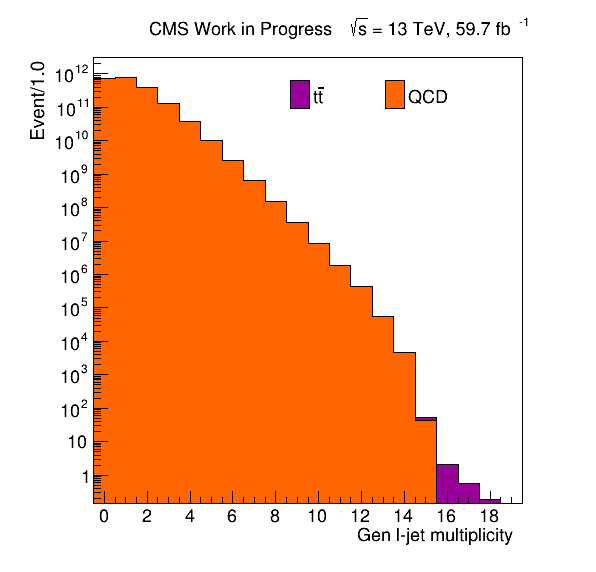 CMS Work in Progress √s = 13 TeV, 59.7 fb⁻¹
Event/1.0
tt̄ QCD
10¹²
10¹¹
10¹⁰
10⁹
10⁸
10⁷
10⁶
10⁵
10⁴
10³
10²
10
1
0 2 4 6 8 10 12 14 16 18
Gen l-jet multiplicity